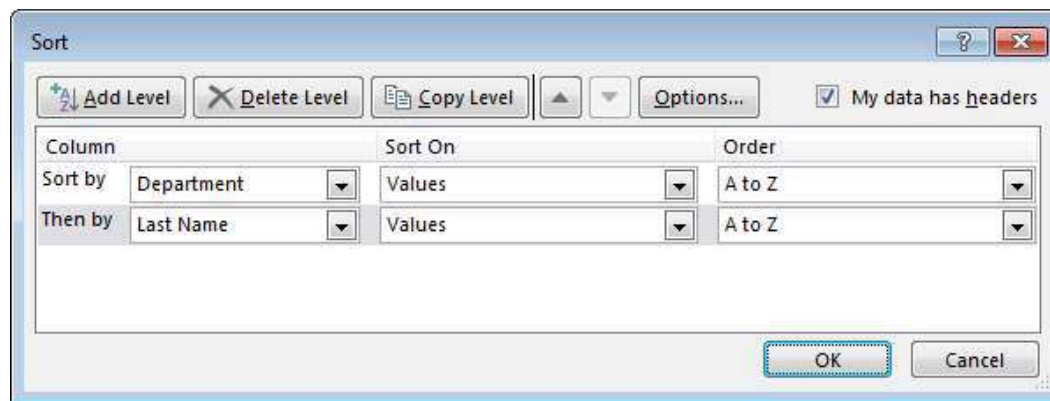 Sort
Add Level Delete Level Copy Level Options... My data has headers
Column Sort On Order
Sort by Department Values A to Z
Then by Last Name Values A to Z
OK Cancel